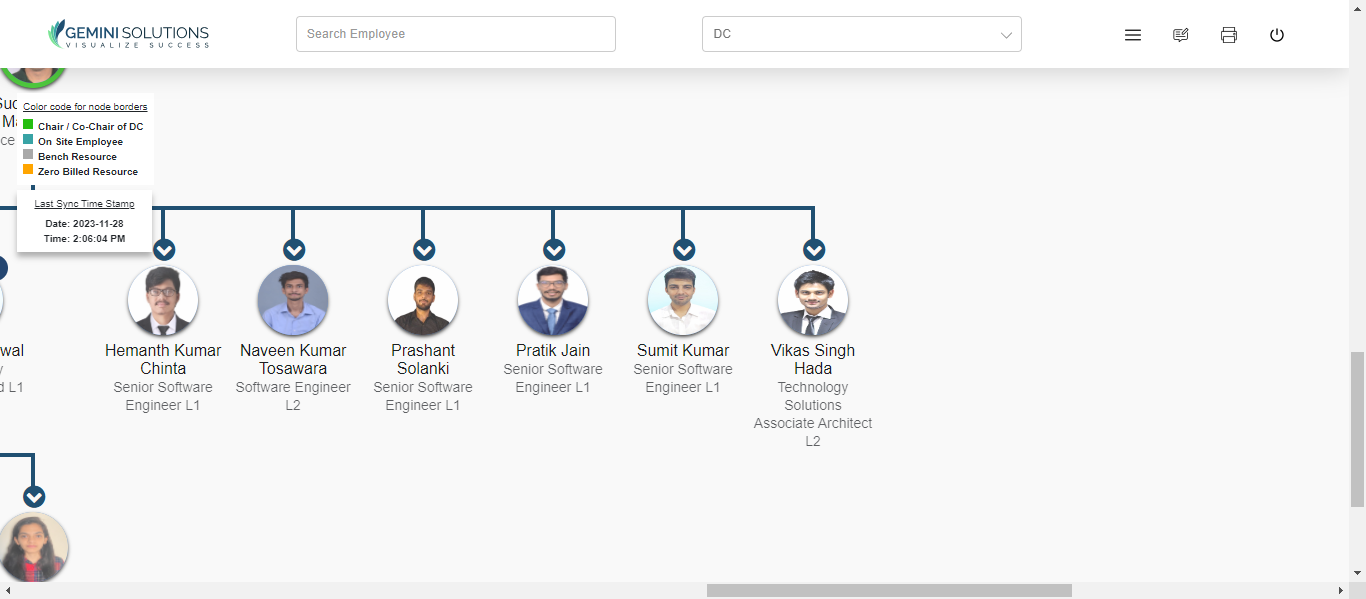 GEMINI SOLUTIONS
VISUALIZE SUCCESS
Search Employee
DC
Color code for node borders
Chair / Co-Chair of DC
On Site Employee
Bench Resource
Zero Billed Resource
Last Sync Time Stamp
Date: 2023-11-28
Time: 2:06:04 PM
Hemanth Kumar
Chinta
Senior Software
Engineer L1
Naveen Kumar
Tosawara
Software Engineer
L2
Prashant
Solanki
Senior Software
Engineer L1
Pratik Jain
Senior Software
Engineer L1
Sumit Kumar
Senior Software
Engineer L1
Vikas Singh
Hada
Technology
Solutions
Associate Architect
L2
L1